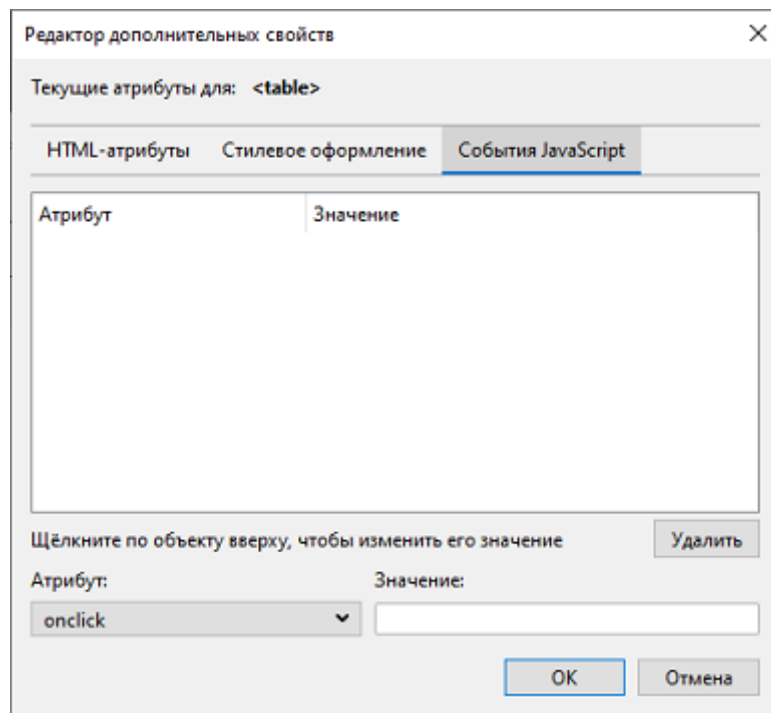 Редактор дополнительных свойств
Текущие атрибуты для: <table>
HTML-атрибуты Стилевое оформление События JavaScript
Атрибут Значение
Щёлкните по объекту вверху, чтобы изменить его значение Удалить
Атрибут: Значение:
onclick
OK Отмена